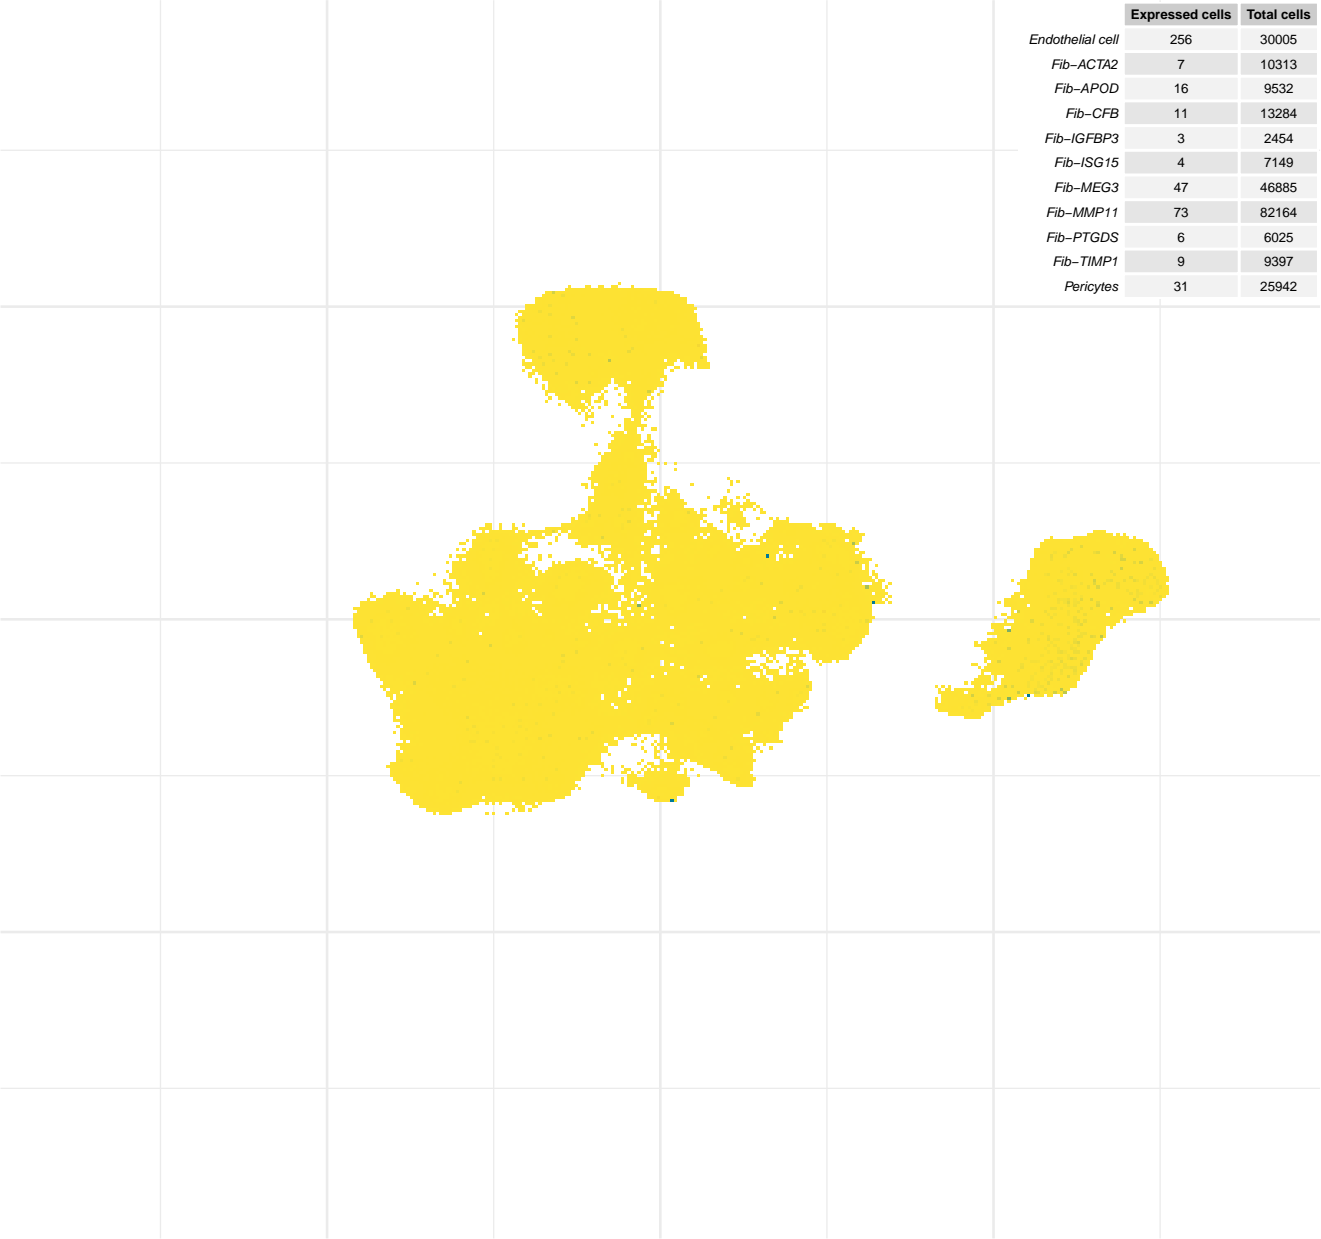 Expressed cells Total cells
Endothelial cell 256 30005
Fib−ACTA2 7 10313
Fib−APOD 16 9532
Fib−CFB 11 13284
Fib−IGFBP3 3 2454
Fib−ISG15 4 7149
Fib−MEG3 47 46885
Fib−MMP11 73 82164
Fib−PTGDS 6 6025
Fib−TIMP1 9 9397
Pericytes 31 25942